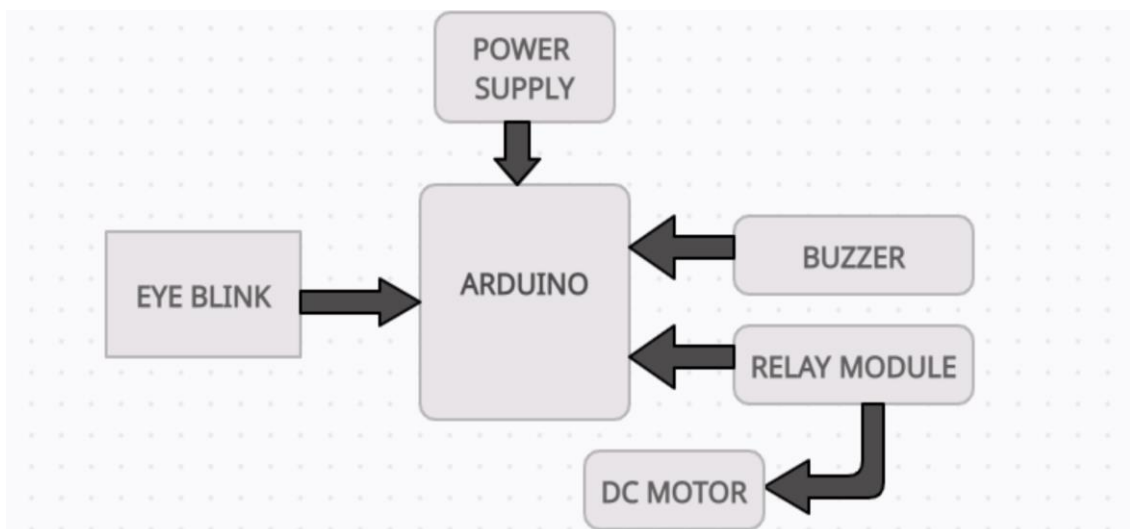 POWER
SUPPLY
ARDUINO
EYE BLINK
BUZZER
RELAY MODULE
DC MOTOR